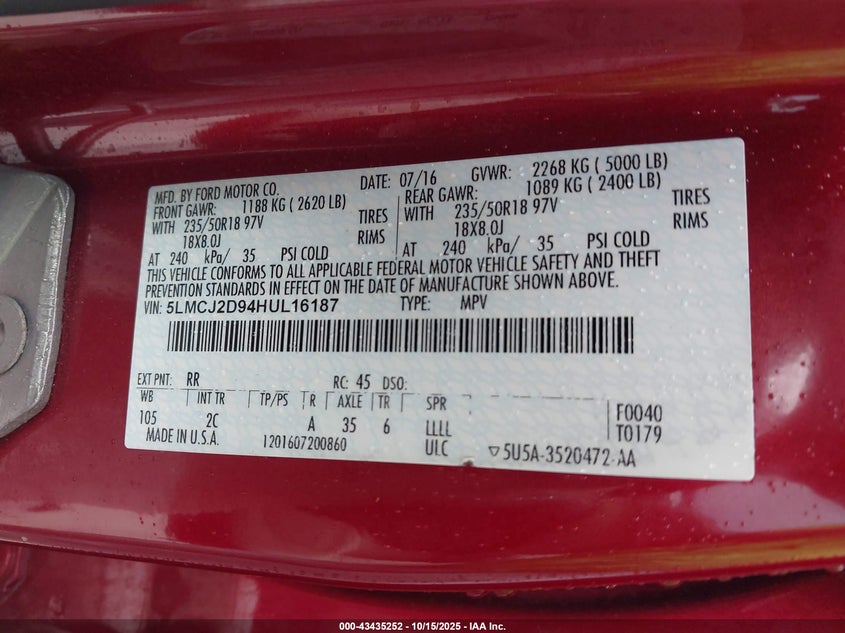 MFD. BY FORD MOTOR CO. DATE: 07/16 GVWR: 2268 KG ( 5000 LB)
FRONT GAWR: 1188 KG ( 2620 LB) REAR GAWR: 1089 KG ( 2400 LB)
WITH 235/50R18 97V TIRES WITH 235/50R18 97V TIRES
18X8.0J RIMS 18X8.0J RIMS
AT 240 kPa/ 35 PSI COLD AT 240 kPa/ 35 PSI COLD
THIS VEHICLE CONFORMS TO ALL APPLICABLE FEDERAL MOTOR VEHICLE SAFETY AND THEFT
PREVENTION STANDARDS IN EFFECT ON THE DATE OF MANUFACTURE SHOWN ABOVE.
VIN: 5LMCJ2D94HUL16187 TYPE: MPV
EXT PNT: RR RC: 45 DSO:
WB INT TR TP/PS R AXLE TR SPR
105 2C A 35 6 LLLL F0040
MADE IN U.S.A. 1201607200860 ULC T0179
▽5U5A-3520472-AA
000-43435252 | 10/15/2025 - IAA Inc.